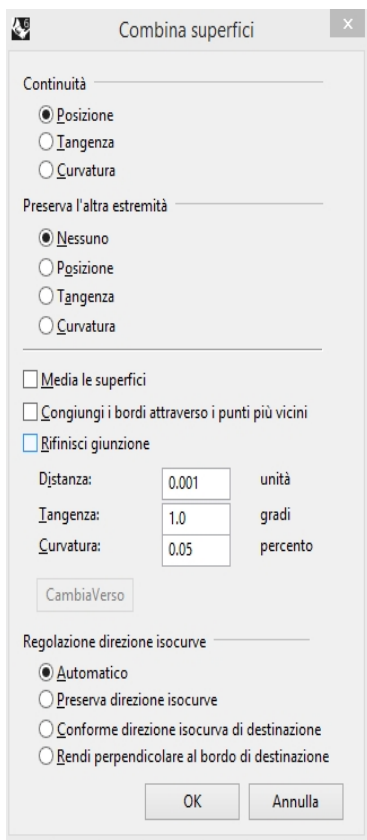 Combina superfici
x
Continuità
Posizione
Tangenza
Curvatura
Preserva l'altra estremità
Nessuno
Posizione
Tangenza
Curvatura
Media le superfici
Congiungi i bordi attraverso i punti più vicini
Rifinisci giunzione
Distanza: 0.001 unità
Tangenza: 1.0 gradi
Curvatura: 0.05 percento
CambiaVerso
Regolazione direzione isocurve
Automatico
Preserva direzione isocurve
Conforme direzione isocurva di destinazione
Rendi perpendicolare al bordo di destinazione
OK Annulla